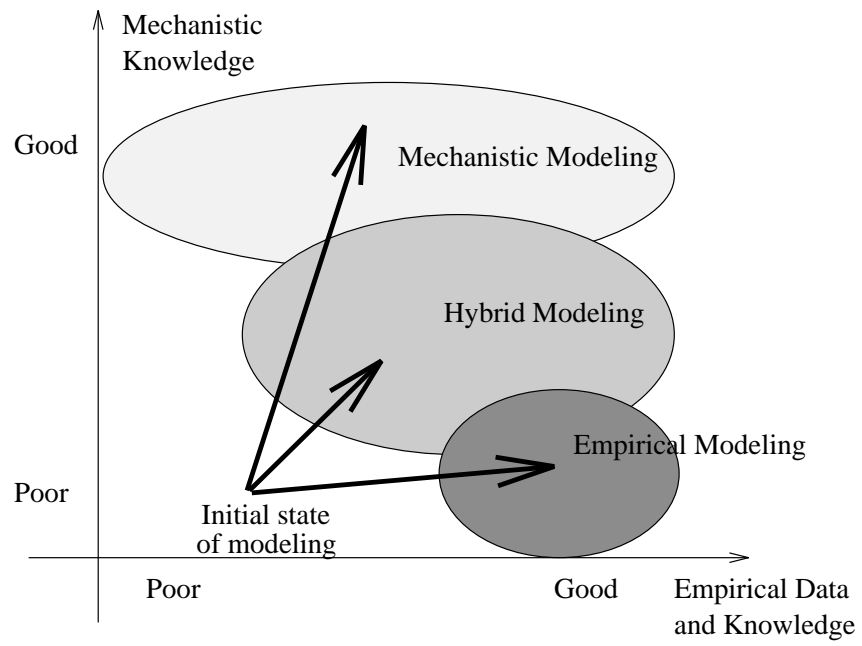 Mechanistic
Knowledge
Good
Mechanistic Modeling
Hybrid Modeling
Empirical Modeling
Poor
Initial state
of modeling
Poor
Good
Empirical Data
and Knowledge